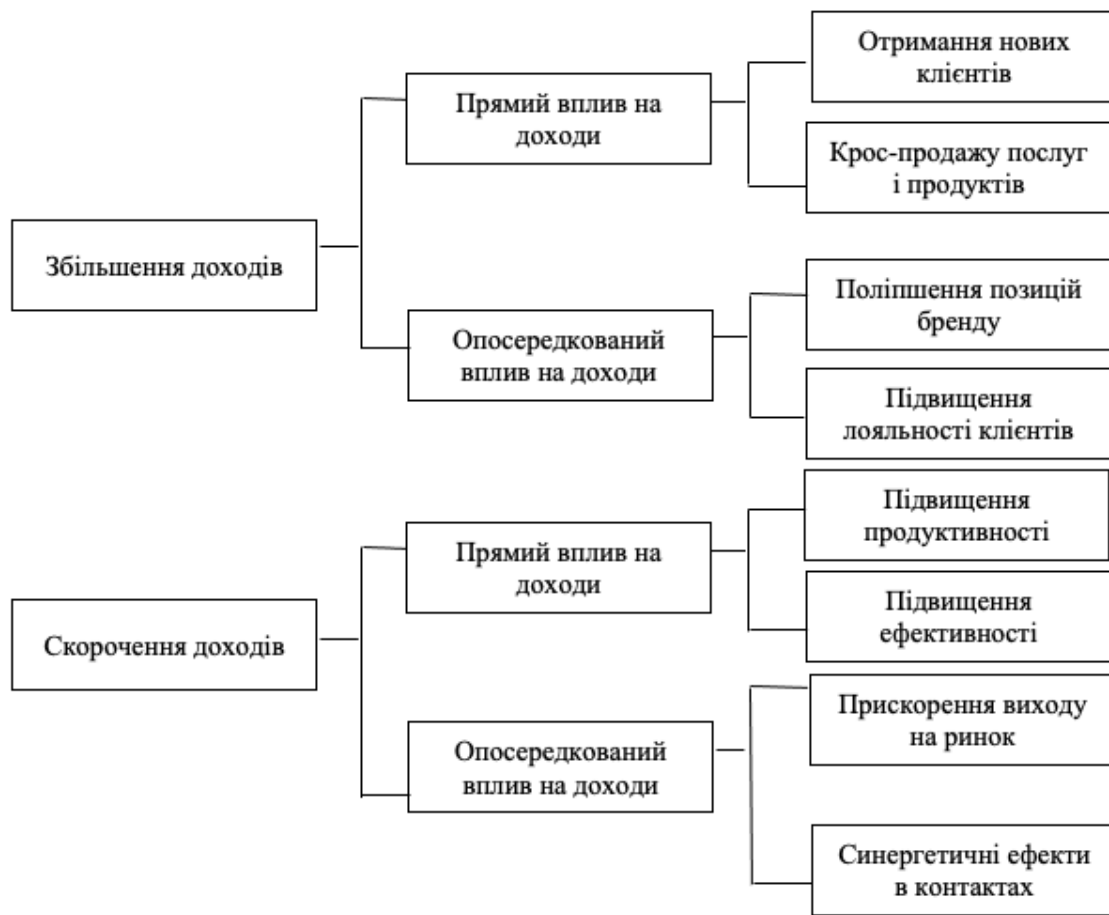 Збільшення доходів
Прямий вплив на
доходи
Отримання нових
клієнтів
Крос-продажу послуг
і продуктів
Опосередкований
вплив на доходи
Поліпшення позицій
бренду
Підвищення
лояльності клієнтів
Скорочення доходів
Прямий вплив на
доходи
Підвищення
продуктивності
Підвищення
ефективності
Опосередкований
вплив на доходи
Прискорення виходу
на ринок
Синергетичні ефекти
в контактах